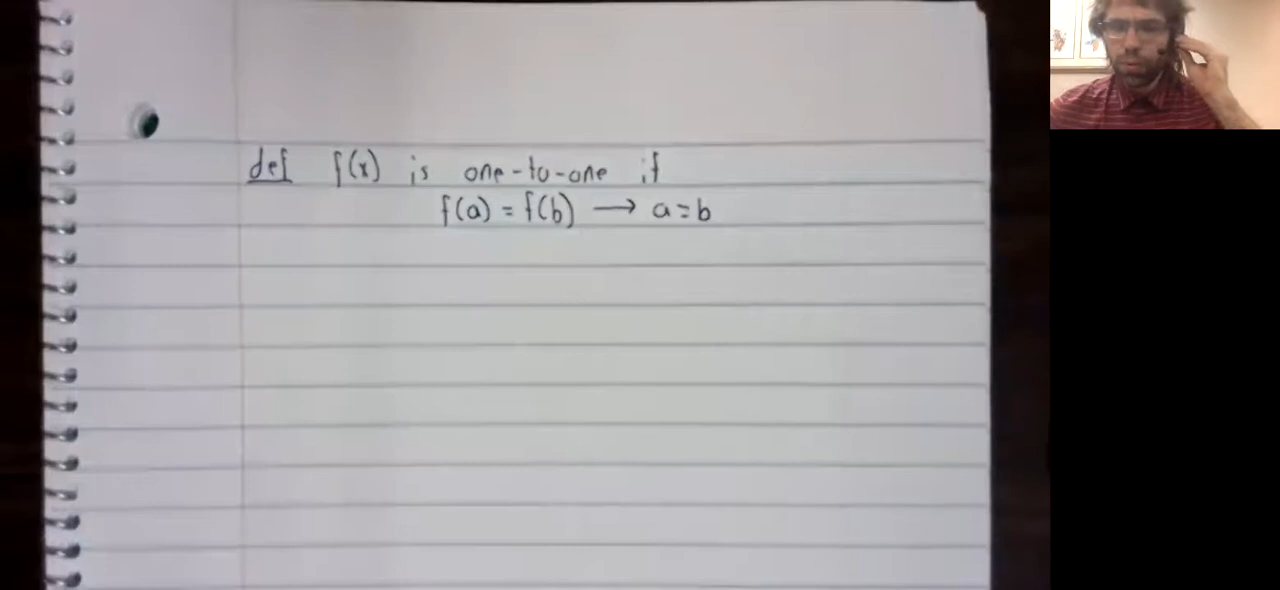 def f(x) is one-to-one if
f(a) = f(b) → a = b